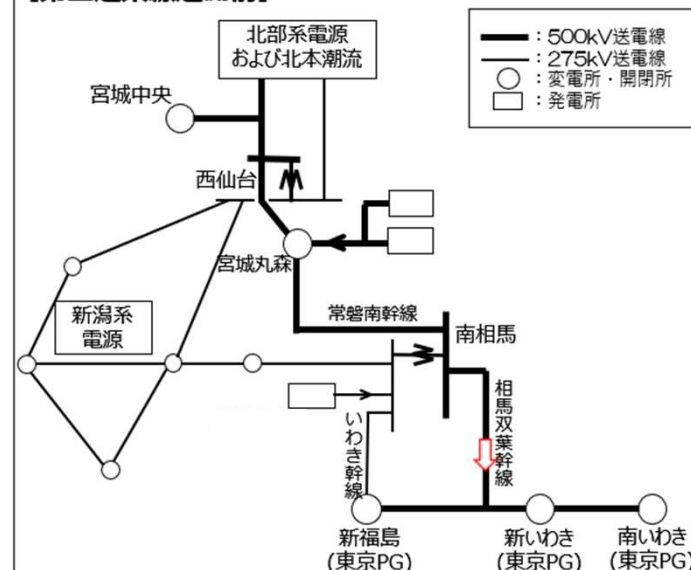 北部系電源
および北本潮流
:500kV送電線
:275kV送電線
:変電所・開閉所
:発電所
宮城中央
西仙台
宮城丸森
新潟系
電源
常磐南幹線
南相馬
相馬双葉幹線
いわき幹線
新福島
(東京PG)
新いわき
(東京PG)
南いわき
(東京PG)